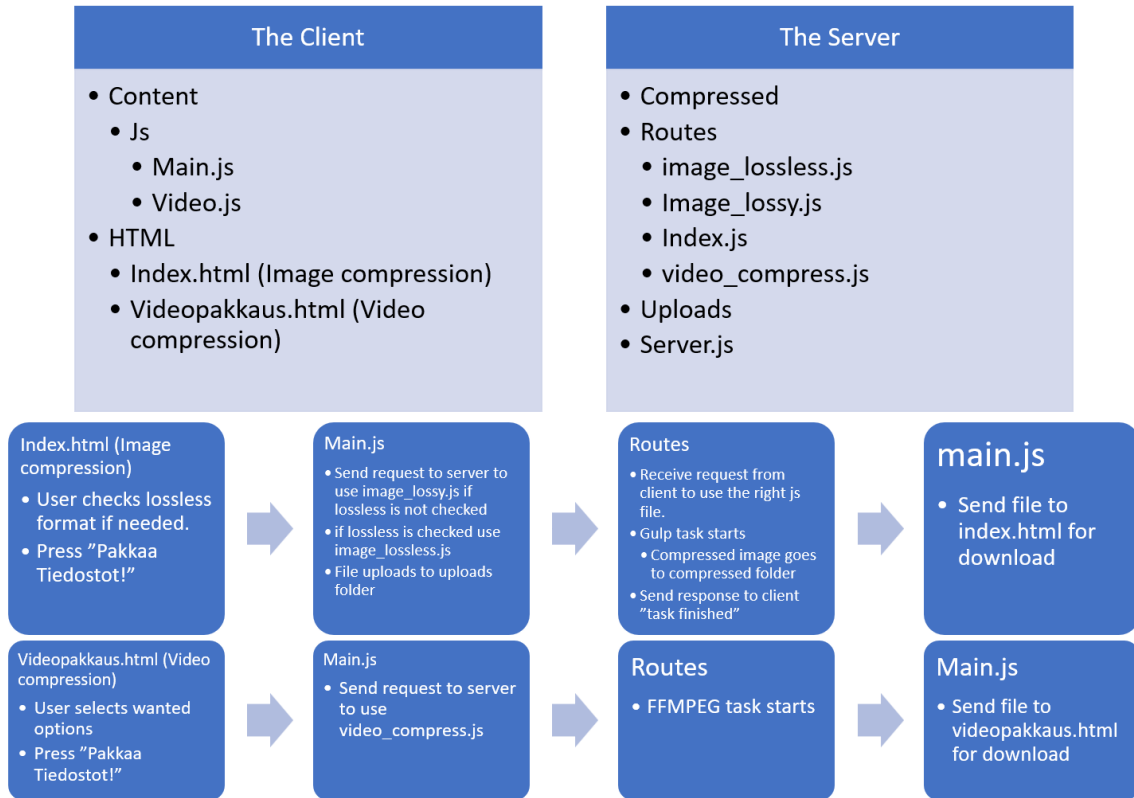 The Client
• Content
• Js
• Main.js
• Video.js
• HTML
• Index.html (Image compression)
• Videopakkaus.html (Video
compression)
The Server
• Compressed
• Routes
• image_lossless.js
• Image_lossy.js
• Index.js
• video_compress.js
• Uploads
• Server.js
Index.html (Image
compression)
• User checks lossless
format if needed.
• Press ”Pakkaa
Tiedostot!”
Main.js
• Send request to server to
use image_lossy.js if
lossless is not checked
• if lossless is checked use
image_lossless.js
• File uploads to uploads
folder
Routes
• Receive request from
client to use the right js
file.
• Gulp task starts
• Compressed image goes
to compressed folder
• Send response to client
”task finished”
main.js
• Send file to
index.html for
download
Videopakkaus.html (Video
compression)
• User selects wanted
options
• Press ”Pakkaa
Tiedostot!”
Main.js
• Send request to server
to use
video_compress.js
Routes
• FFMPEG task starts
Main.js
• Send file to
videopakkaus.html
for download